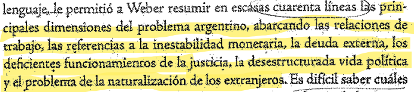 lenguaje, le permitió a Weber resumir en escasas cuarenta líneas las prin-
cipales dimensiones del problema argentino, abarcando las relaciones de
trabajo, las referencias a la inestabilidad monetaria, la deuda externa, los
deficientes funcionamientos de la justicia, la desestructurada vida política
y el problema de la naturalización de los extranjeros. Es difícil saber cuáles